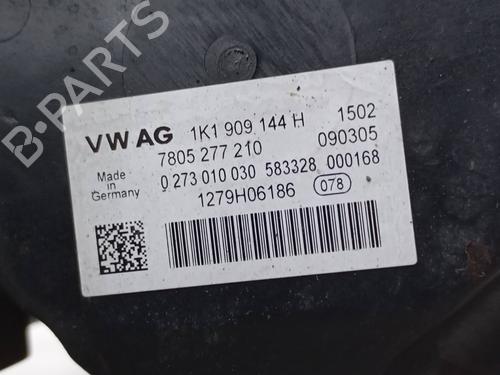 B-PARTS
VW AG 1K1 909 144 H 1502
7805 277 210 090305
Made in Germany 0 273 010 030 583328 000168
1279H06186 078